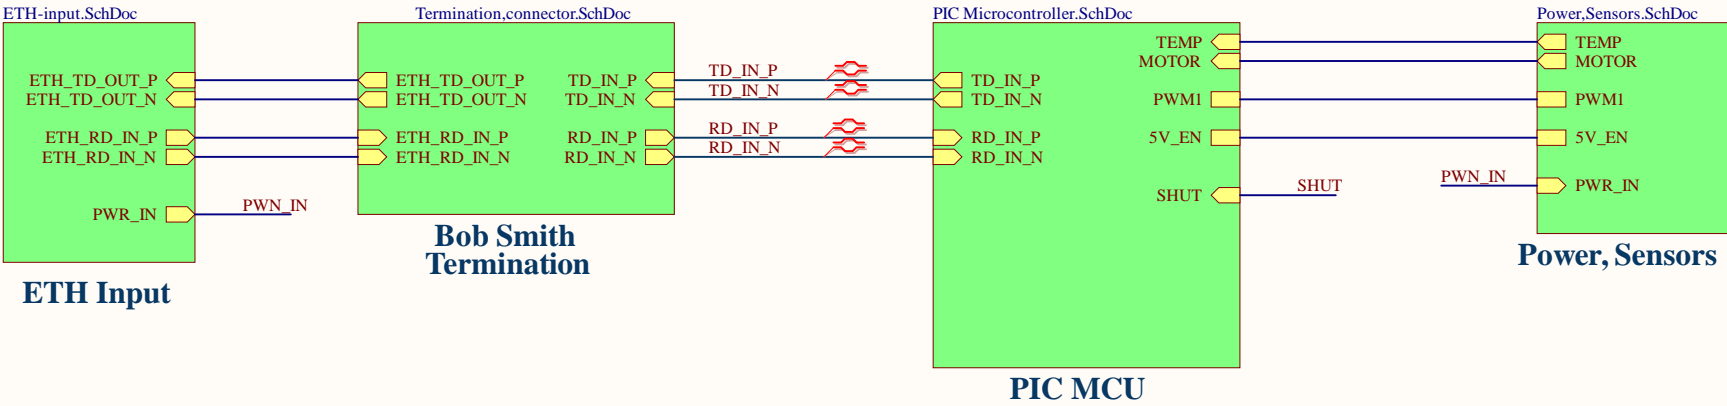 ETH-input.SchDoc
ETH_TD_OUT_P
ETH_TD_OUT_N
ETH_RD_IN_P
ETH_RD_IN_N
PWR_IN
PWN_IN
ETH Input
Termination,connector.SchDoc
ETH_TD_OUT_P TD_IN_P
ETH_TD_OUT_N TD_IN_N
ETH_RD_IN_P RD_IN_P
ETH_RD_IN_N RD_IN_N
Bob Smith
Termination
TD_IN_P
TD_IN_N
RD_IN_P
RD_IN_N
PIC Microcontroller.SchDoc
TEMP
MOTOR
TD_IN_P
TD_IN_N PWM1
RD_IN_P 5V_EN
RD_IN_N
SHUT
SHUT
PIC MCU
Power,Sensors.SchDoc
TEMP
MOTOR
PWM1
5V_EN
PWN_IN
PWR_IN
Power, Sensors